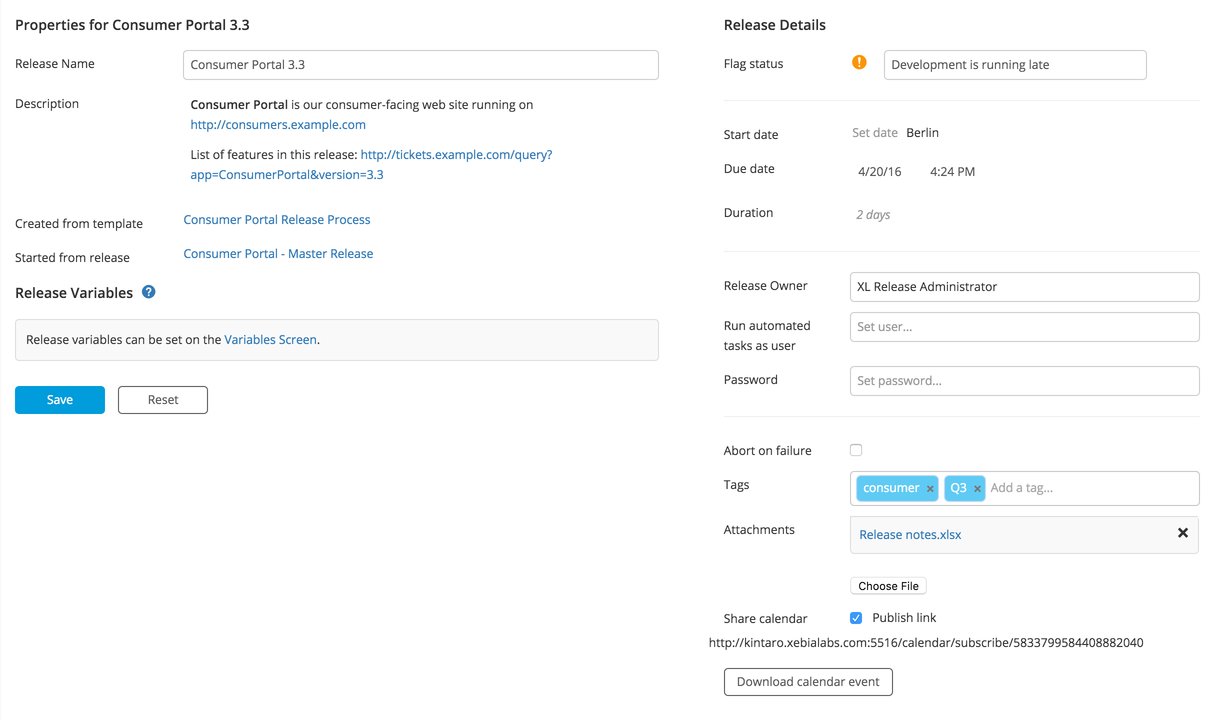 Properties for Consumer Portal 3.3
Release Name
Consumer Portal 3.3
Description
Consumer Portal is our consumer-facing web site running on
http://consumers.example.com
List of features in this release: http://tickets.example.com/query?
app=ConsumerPortal&version=3.3
Created from template
Consumer Portal Release Process
Started from release
Consumer Portal - Master Release
Release Variables ?
Release variables can be set on the Variables Screen.
Save
Reset
Release Details
Flag status
! Development is running late
Start date
Set date Berlin
Due date
4/20/16 4:24 PM
Duration
2 days
Release Owner
XL Release Administrator
Run automated
tasks as user
Set user...
Password
Set password...
Abort on failure
Tags
consumer × Q3 × Add a tag...
Attachments
Release notes.xlsx ×
Choose File
Share calendar
Publish link
http://kintaro.xebialabs.com:5516/calendar/subscribe/5833799584408882040
Download calendar event